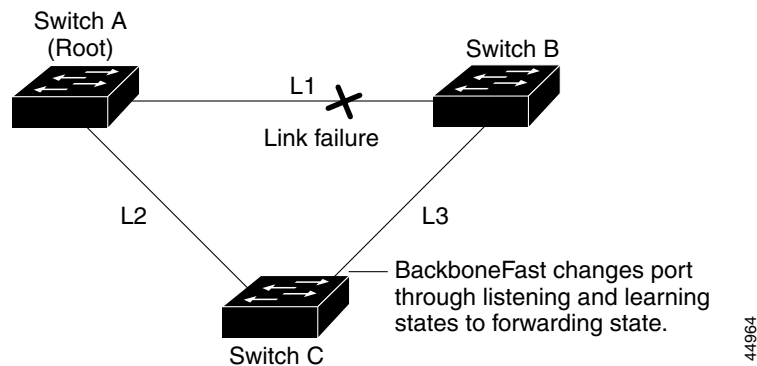 Switch A
(Root)
Switch B
L1
Link failure
L2
L3
BackboneFast changes port
through listening and learning
states to forwarding state.
Switch C
44964